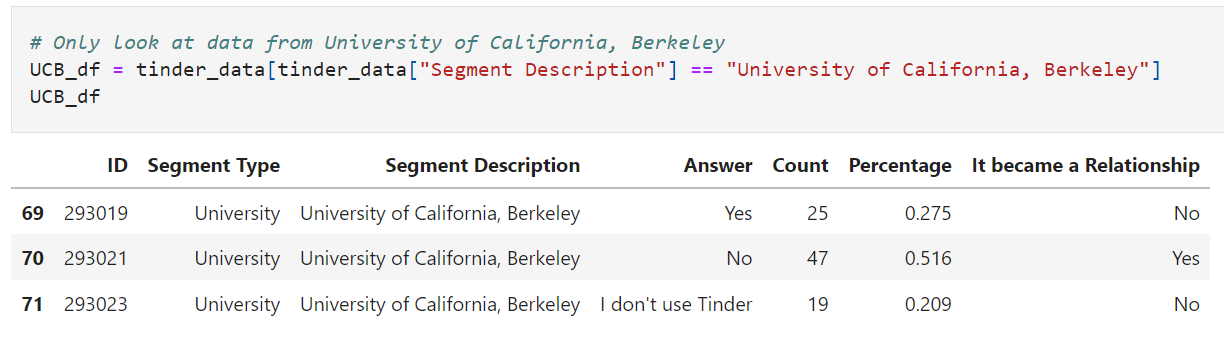 # Only look at data from University of California, Berkeley
UCB_df = tinder_data[tinder_data["Segment Description"] == "University of California, Berkeley"]
UCB_df
ID Segment Type Segment Description Answer Count Percentage It became a Relationship
69 293019 University University of California, Berkeley Yes 25 0.275 No
70 293021 University University of California, Berkeley No 47 0.516 Yes
71 293023 University University of California, Berkeley I don't use Tinder 19 0.209 No